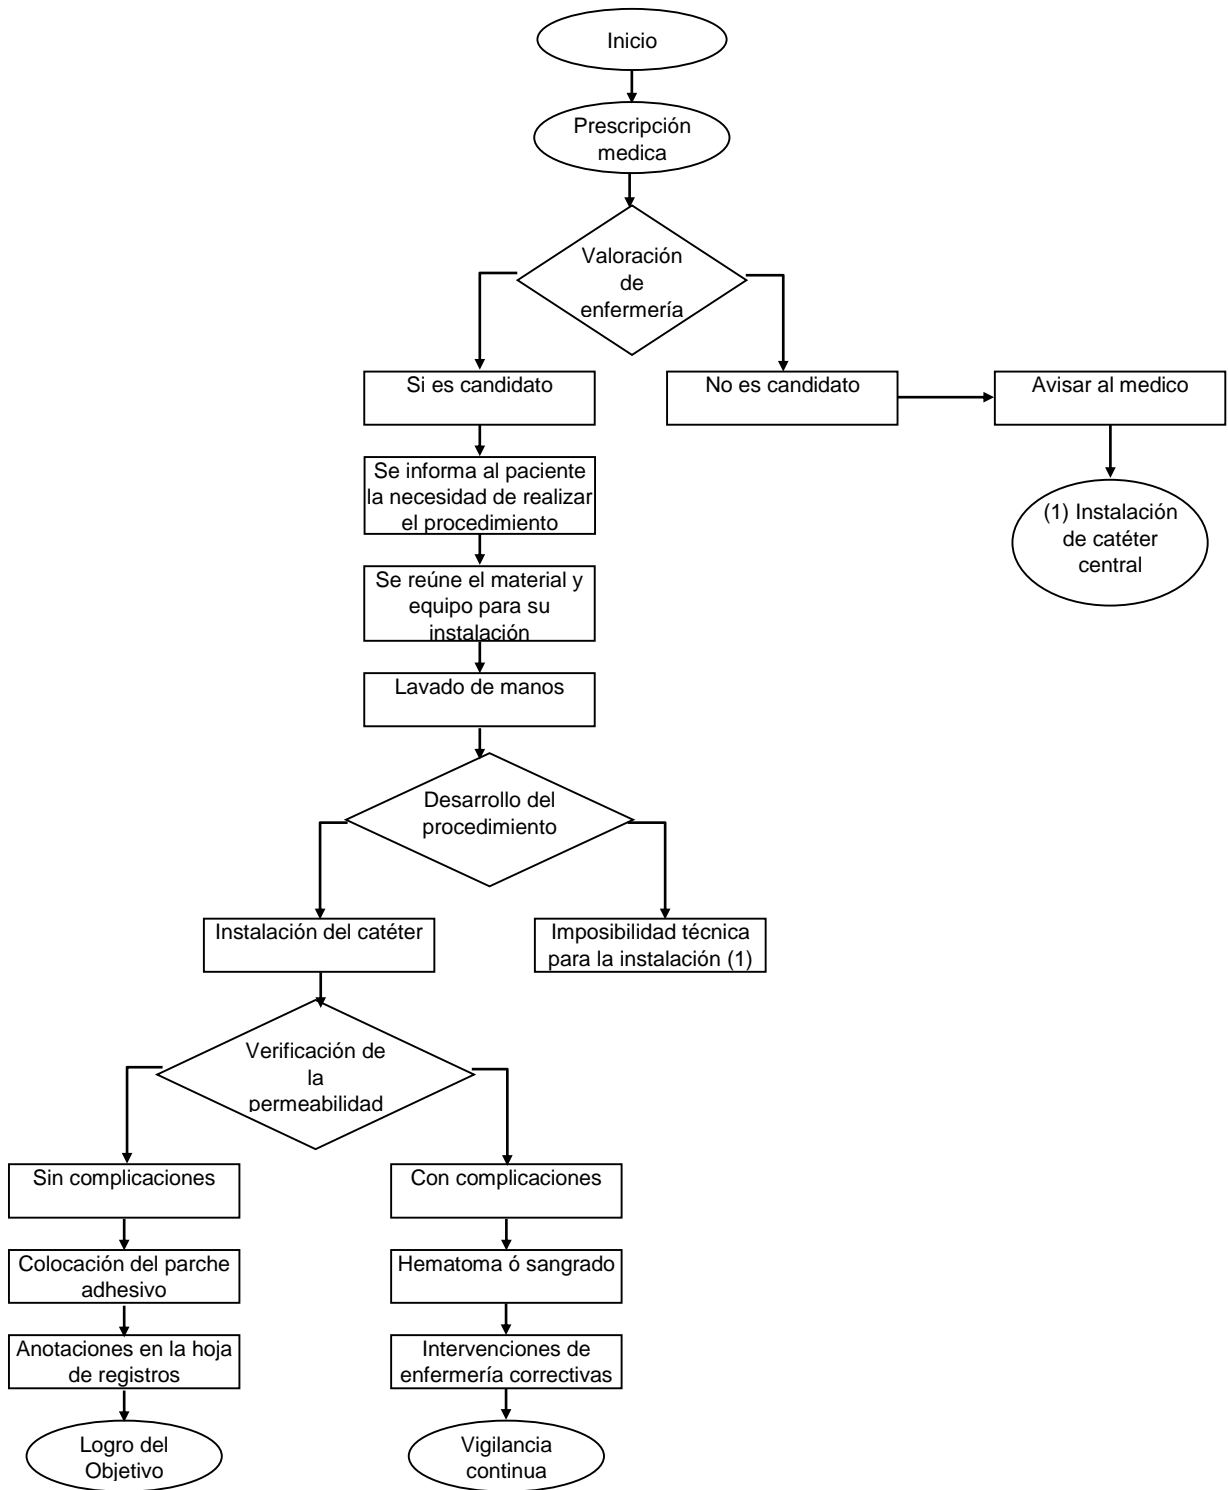 Inicio
Prescripción
medica
Valoración
de
enfermería
Si es candidato
No es candidato
Avisar al medico
Se informa al paciente
la necesidad de realizar
el procedimiento
(1) Instalación
de catéter
central
Se reúne el material y
equipo para su
instalación
Lavado de manos
Desarrollo del
procedimiento
Instalación del catéter
Imposibilidad técnica
para la instalación (1)
Verificación de
la
permeabilidad
Sin complicaciones
Con complicaciones
Colocación del parche
adhesivo
Hematoma ó sangrado
Anotaciones en la hoja
de registros
Intervenciones de
enfermería correctivas
Logro del
Objetivo
Vigilancia
continua